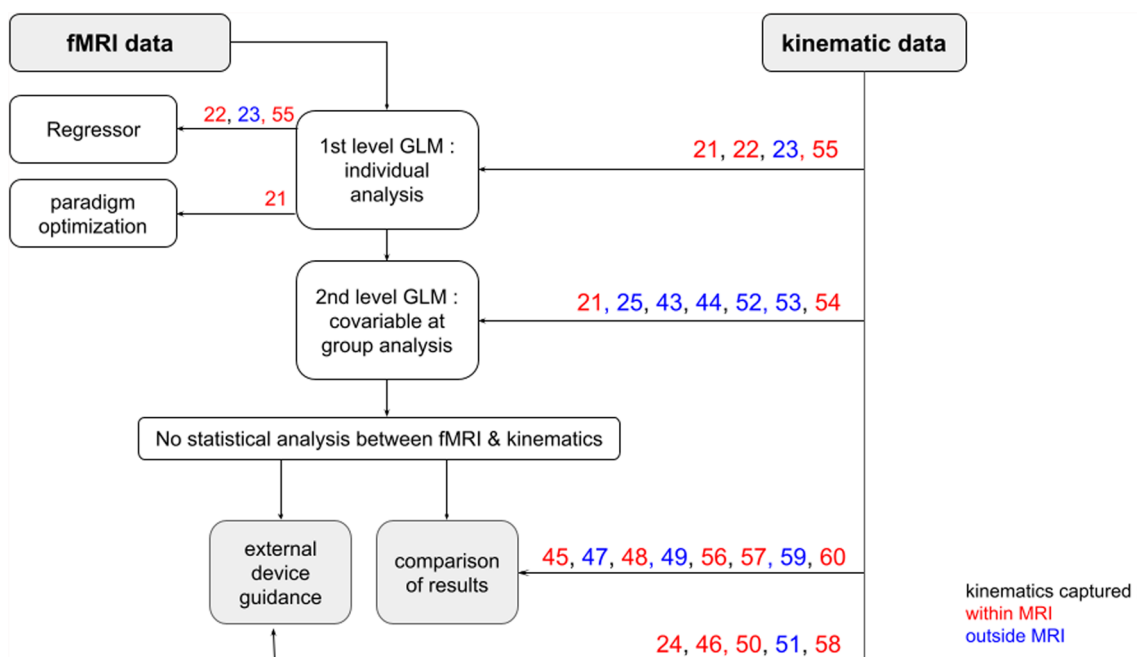 fMRI data
kinematic data
Regressor
22, 23, 55
1st level GLM :
individual
analysis
21, 22, 23, 55
paradigm
optimization
21
2nd level GLM :
covariable at
group analysis
21, 25, 43, 44, 52, 53, 54
No statistical analysis between fMRI & kinematics
external
device
guidance
comparison
of results
45, 47, 48, 49, 56, 57, 59, 60
24, 46, 50, 51, 58
kinematics captured
within MRI
outside MRI